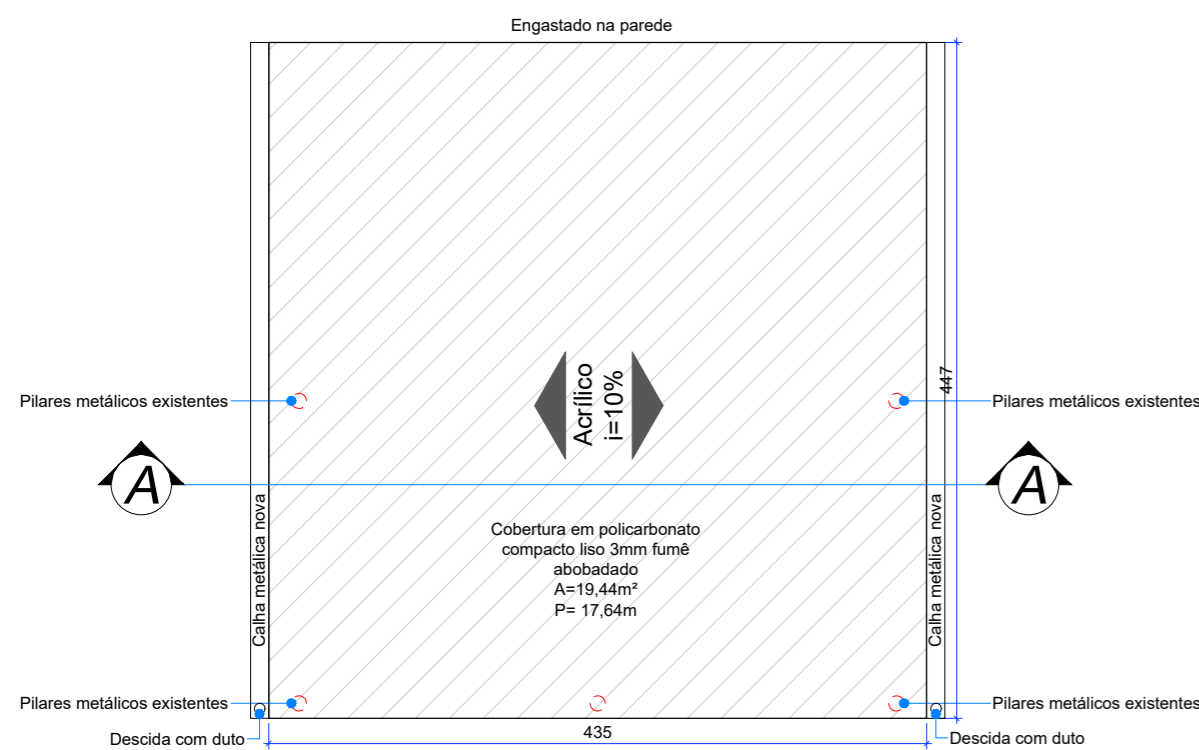 Engastado na parede
Acrílico
i=10%
447
Pilares metálicos existentes
Pilares metálicos existentes
A
A
Calha metálica nova
Calha metálica nova
Cobertura em policarbonato
compacto liso 3mm fumê
abobadado
A=19,44m²
P= 17,64m
Pilares metálicos existentes
Pilares metálicos existentes
Descida com duto
435
Descida com duto